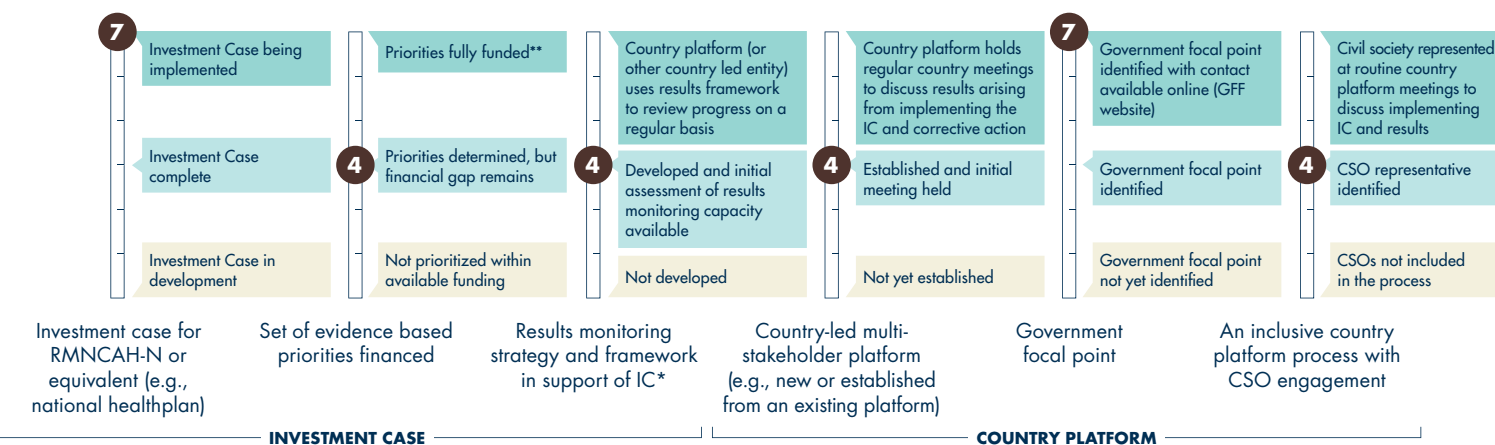 7
Investment Case being
implemented
Investment Case
complete
Investment Case in
development
Investment case for
RMNCAH-N or
equivalent (e.g.,
national healthplan)
Priorities fully funded**
4
Priorities determined, but
financial gap remains
Not prioritized within
available funding
Set of evidence based
priorities financed
Country platform (or
other country led entity)
uses results framework
to review progress on a
regular basis
4
Developed and initial
assessment of results
monitoring capacity
available
Not developed
Results monitoring
strategy and framework
in support of IC*
Country platform holds
regular country meetings
to discuss results arising
from implementing the
IC and corrective action
4
Established and initial
meeting held
Not yet established
Country-led multi-
stakeholder platform
(e.g., new or established
from an existing platform)
7
Government focal point
identified with contact
available online (GFF
website)
Government focal point
identified
Government focal point
not yet identified
Government
focal point
Civil society represented
at routine country
platform meetings to
discuss implementing
IC and results
4
CSO representative
identified
CSOs not included
in the process
An inclusive country
platform process with
CSO engagement
INVESTMENT CASE
COUNTRY PLATFORM